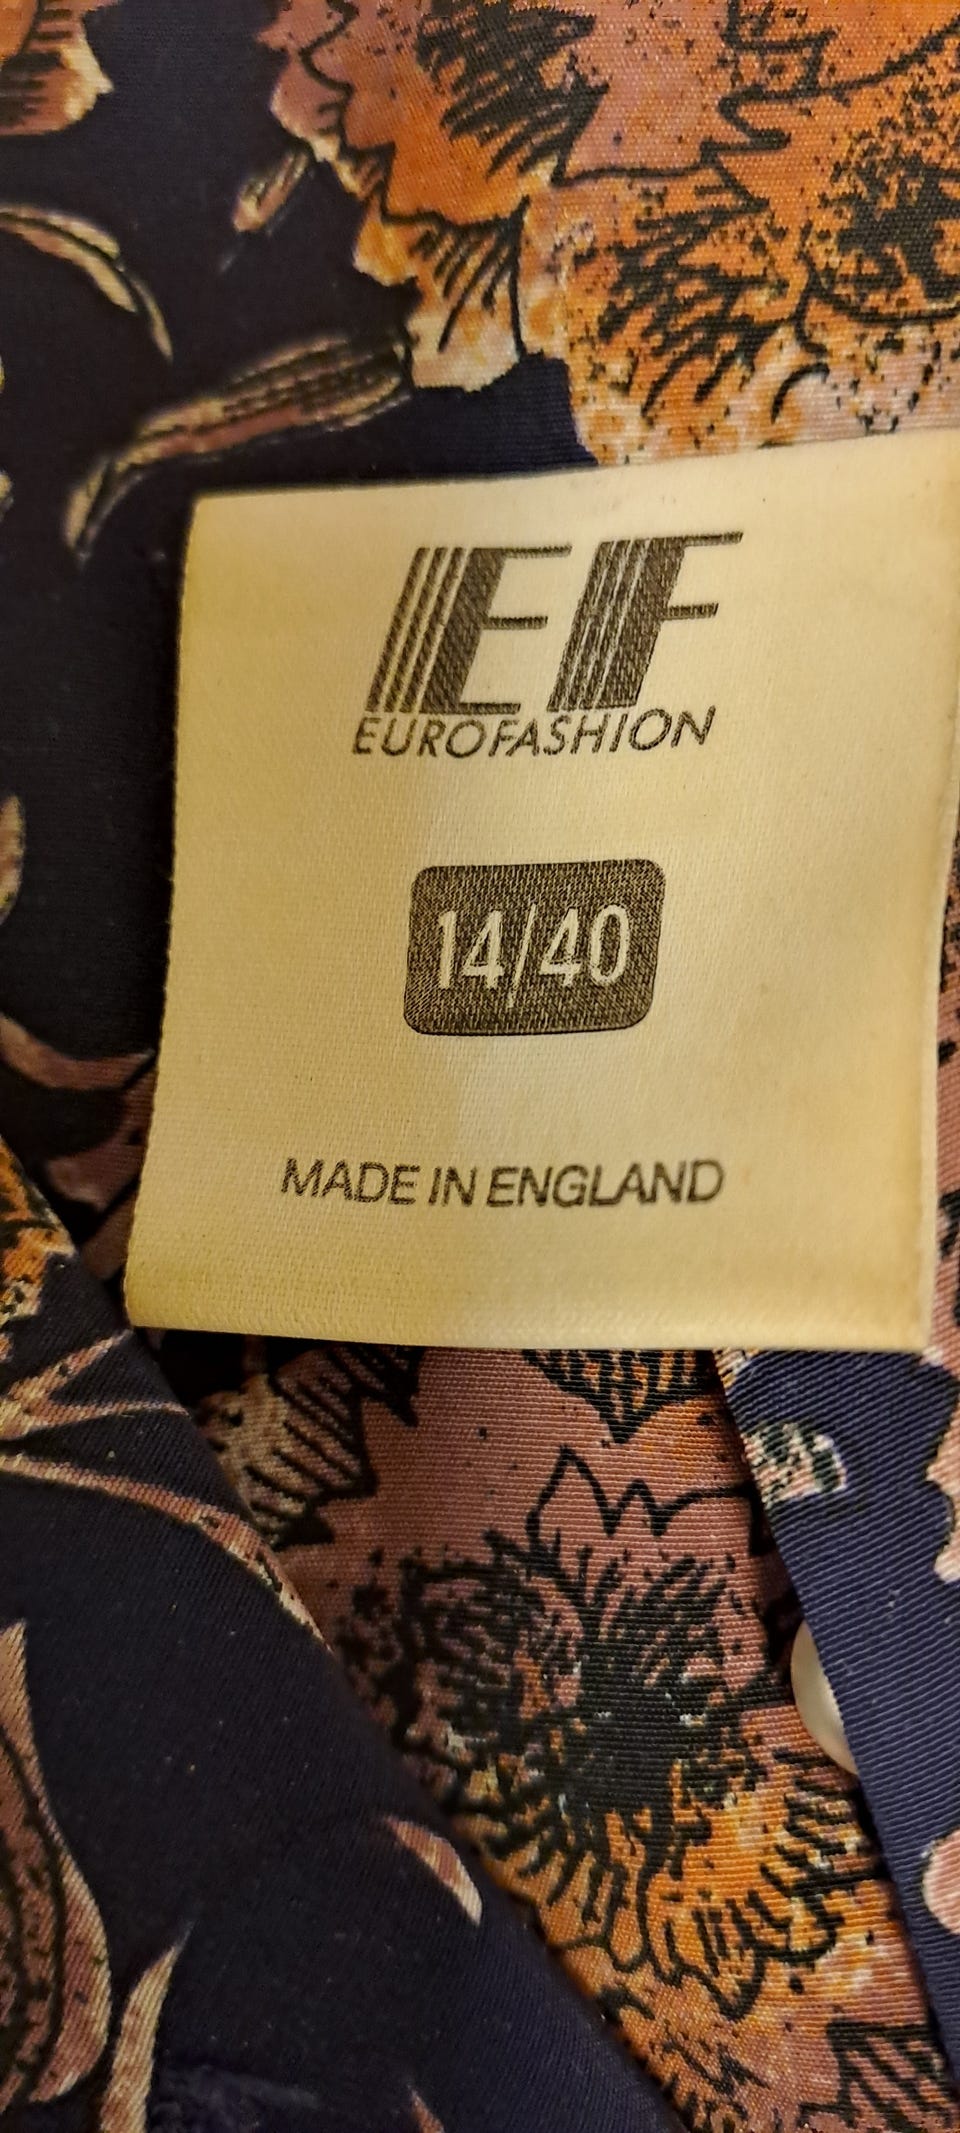 EF
EUROFASHION
14/40
MADE IN ENGLAND